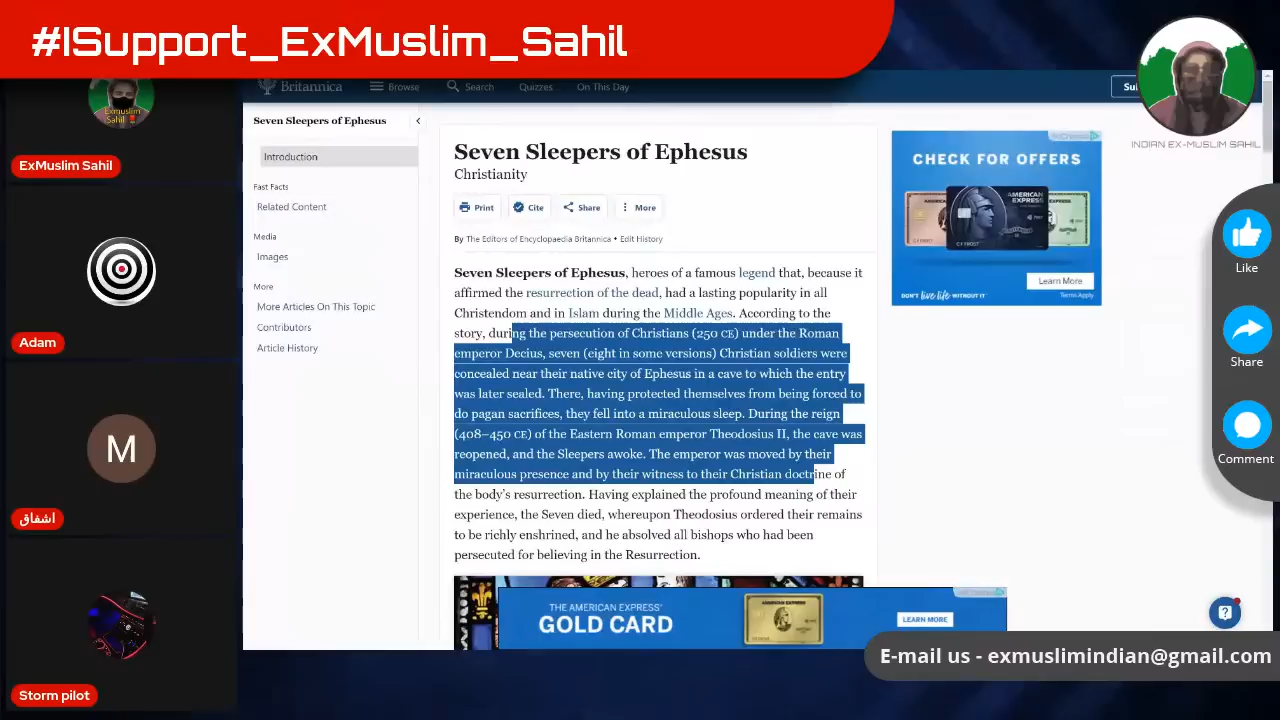 #ISupport_ExMuslim_Sahil
Britannica
Browse
Search
Quizzes
On This Day
INDIAN EX-MUSLIM SAHIL
Exmuslim
Sahil
ExMuslim Sahil
Adam
M
اشفاق
Storm pilot
Seven Sleepers of Ephesus
Introduction
Fast Facts
Related Content
Media
Images
More
More Articles On This Topic
Contributors
Article History
Seven Sleepers of Ephesus
Christianity
Print
Cite
Share
More
By The Editors of Encyclopaedia Britannica • Edit History
Seven Sleepers of Ephesus, heroes of a famous legend that, because it
affirmed the resurrection of the dead, had a lasting popularity in all
Christendom and in Islam during the Middle Ages. According to the
story, during the persecution of Christians (250 CE) under the Roman
emperor Decius, seven (eight in some versions) Christian soldiers were
concealed near their native city of Ephesus in a cave to which the entry
was later sealed. There, having protected themselves from being forced to
do pagan sacrifices, they fell into a miraculous sleep. During the reign
(408–450 CE) of the Eastern Roman emperor Theodosius II, the cave was
reopened, and the Sleepers awoke. The emperor was moved by their
miraculous presence and by their witness to their Christian doctrine of
the body's resurrection. Having explained the profound meaning of their
experience, the Seven died, whereupon Theodosius ordered their remains
to be richly enshrined, and he absolved all bishops who had been
persecuted for believing in the Resurrection.
CHECK FOR OFFERS
AMERICAN EXPRESS
C F FROST
Learn More
DON'T live life WITHOUT IT
Terms Apply
THE AMERICAN EXPRESS®
GOLD CARD
LEARN MORE
Like
Share
Comment
E-mail us - exmuslimindian@gmail.com